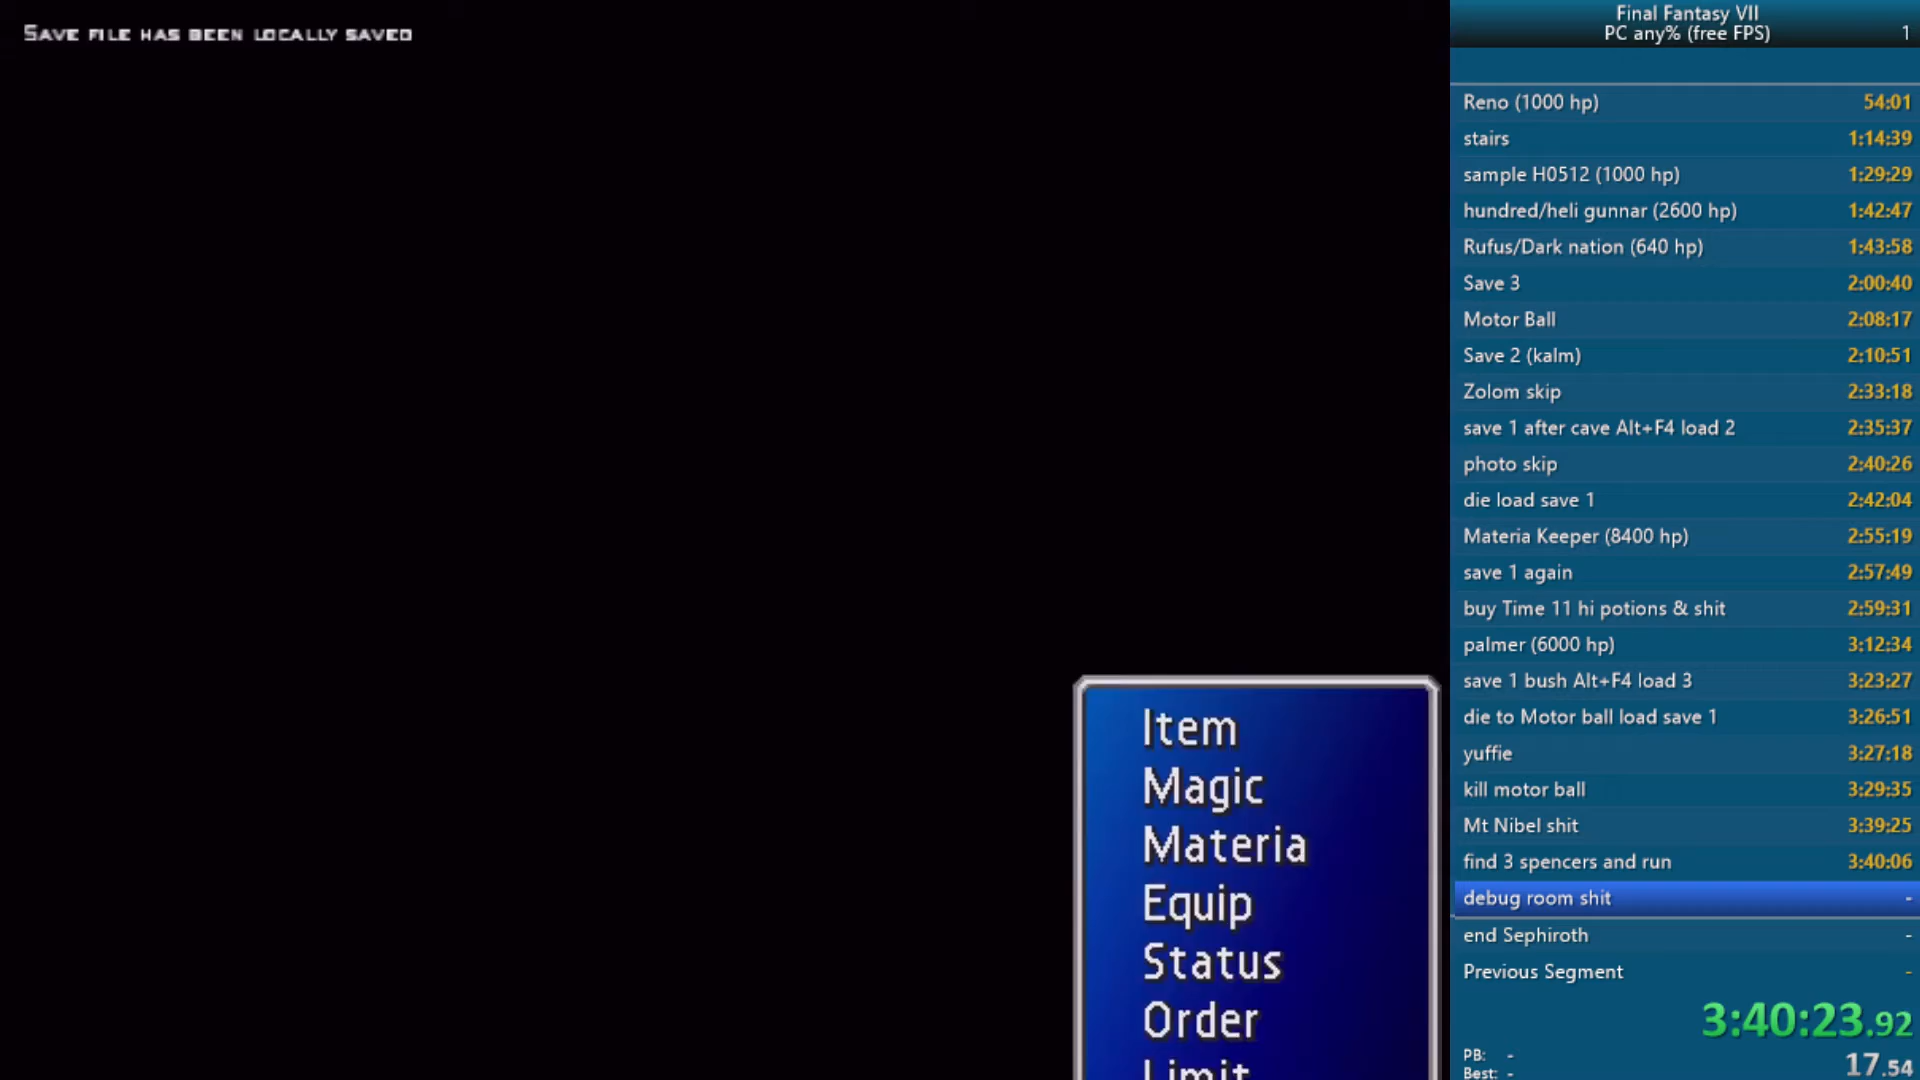 SAVE FILE HAS BEEN LOCALLY SAVED
Item
Magic
Materia
Equip
Status
Order
Limit
Final Fantasy VII
PC any% (free FPS) 1
Reno (1000 hp) 54:01
stairs 1:14:39
sample H0512 (1000 hp) 1:29:29
hundred/heli gunnar (2600 hp) 1:42:47
Rufus/Dark nation (640 hp) 1:43:58
Save 3 2:00:40
Motor Ball 2:08:17
Save 2 (kalm) 2:10:51
Zolom skip 2:33:18
save 1 after cave Alt+F4 load 2 2:35:37
photo skip 2:40:26
die load save 1 2:42:04
Materia Keeper (8400 hp) 2:55:19
save 1 again 2:57:49
buy Time 11 hi potions & shit 2:59:31
palmer (6000 hp) 3:12:34
save 1 bush Alt+F4 load 3 3:23:27
die to Motor ball load save 1 3:26:51
yuffie 3:27:18
kill motor ball 3:29:35
Mt Nibel shit 3:39:25
find 3 spencers and run 3:40:06
debug room shit -
end Sephiroth -
Previous Segment -
3:40:23.92
PB: -
Best: -
17.54